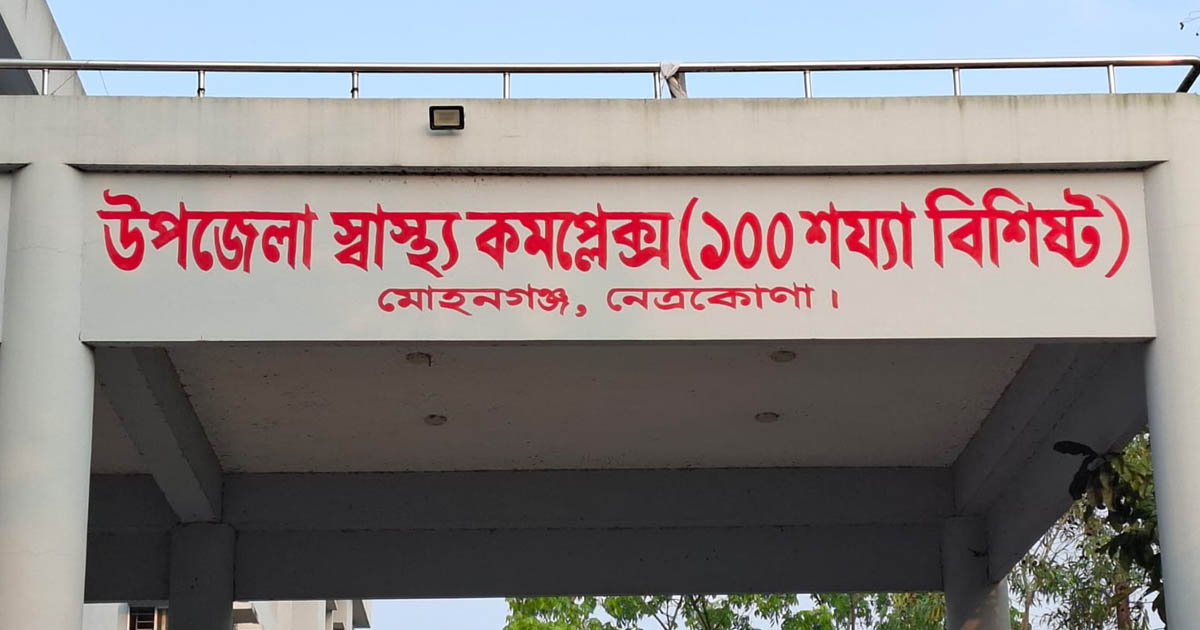 উপজেলা স্বাস্থ্য কমপ্লেক্স (১০০ শয্যা বিশিষ্ট)
মোহনগঞ্জ, নেত্রকোণা।